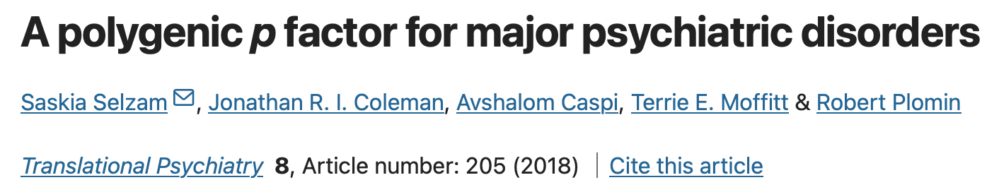 A polygenic p factor for major psychiatric disorders
Saskia Selzam, Jonathan R. I. Coleman, Avshalom Caspi, Terrie E. Moffitt & Robert Plomin
Translational Psychiatry 8, Article number: 205 (2018) | Cite this article